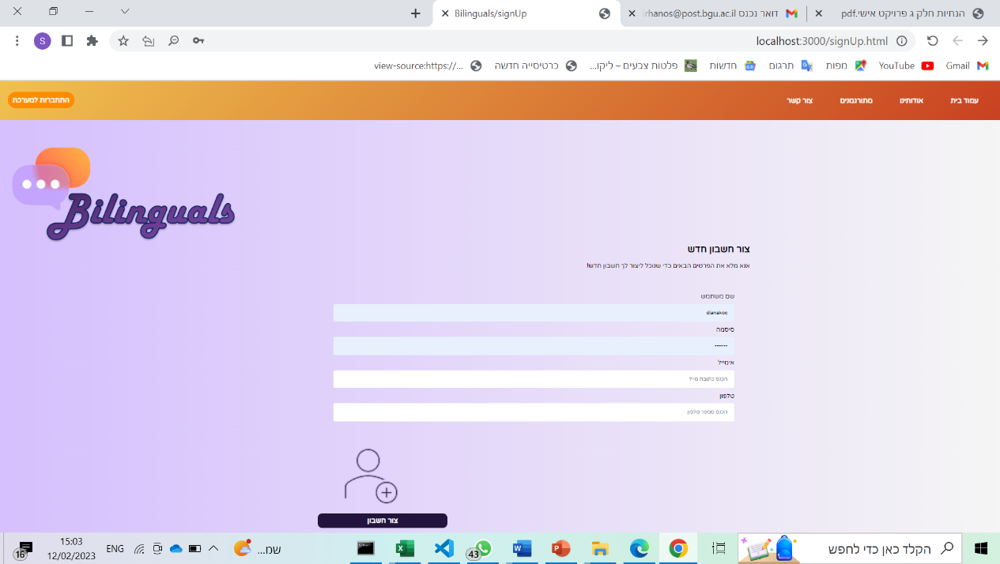 הנחיות חלק ג פרויקט אישי.pdf
דואר נכנס irhanos@post.bgu.ac.il
Bilinguals/signUp
localhost:3000/signUp.html
S
Gmail
YouTube
מפות
תרגום
חדשות
פלטות צבעים – ליקו...
כרטיסייה חדשה
view-source:https://...
עמוד בית
אודותינו
מתורגמנים
צור קשר
התחברות למערכת
Bilinguals
צור חשבון חדש
אנא מלא את הפרטים הבאים כדי שנוכל ליצור לך חשבון חדש!
שם משתמש
dianakoo
סיסמה
אימייל
הכנס כתובת מייל
טלפון
הכנס מספר טלפון
צור חשבון
הקלד כאן כדי לחפש
43
שמ...
ENG
15:03
12/02/2023
16